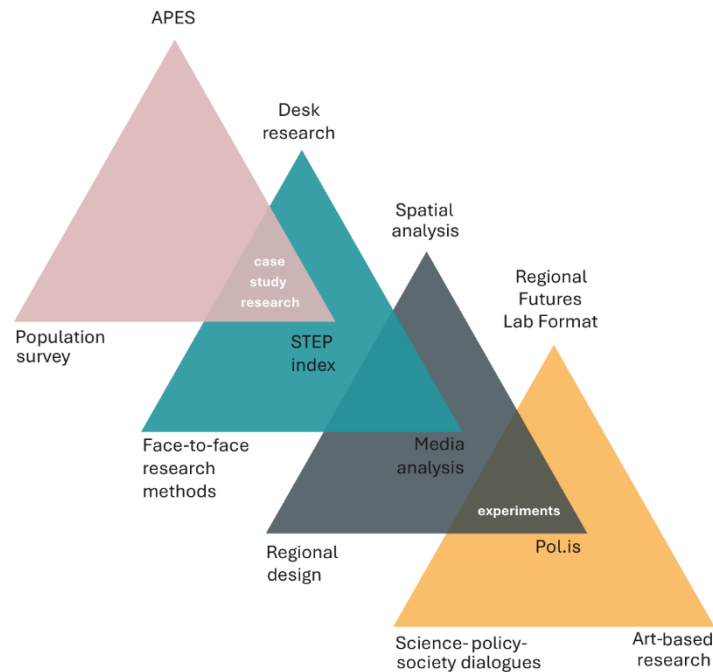 APES
Desk
research
Spatial
analysis
case
study
research
Regional
Futures
Lab Format
Population
survey
STEP
index
Face-to-face
research
methods
Media
analysis
experiments
Regional
design
Pol.is
Science-policy-
society dialogues
Art-based
research